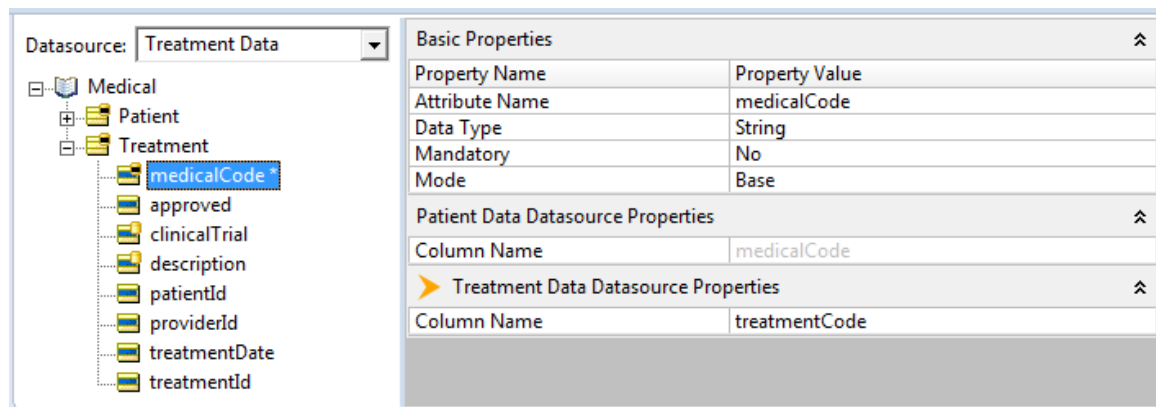 Datasource: Treatment Data
Medical
Patient
Treatment
medicalCode *
approved
clinicalTrial
description
patientId
providerId
treatmentDate
treatmentId
Basic Properties
Property Name Property Value
Attribute Name medicalCode
Data Type String
Mandatory No
Mode Base
Patient Data Datasource Properties
Column Name medicalCode
Treatment Data Datasource Properties
Column Name treatmentCode